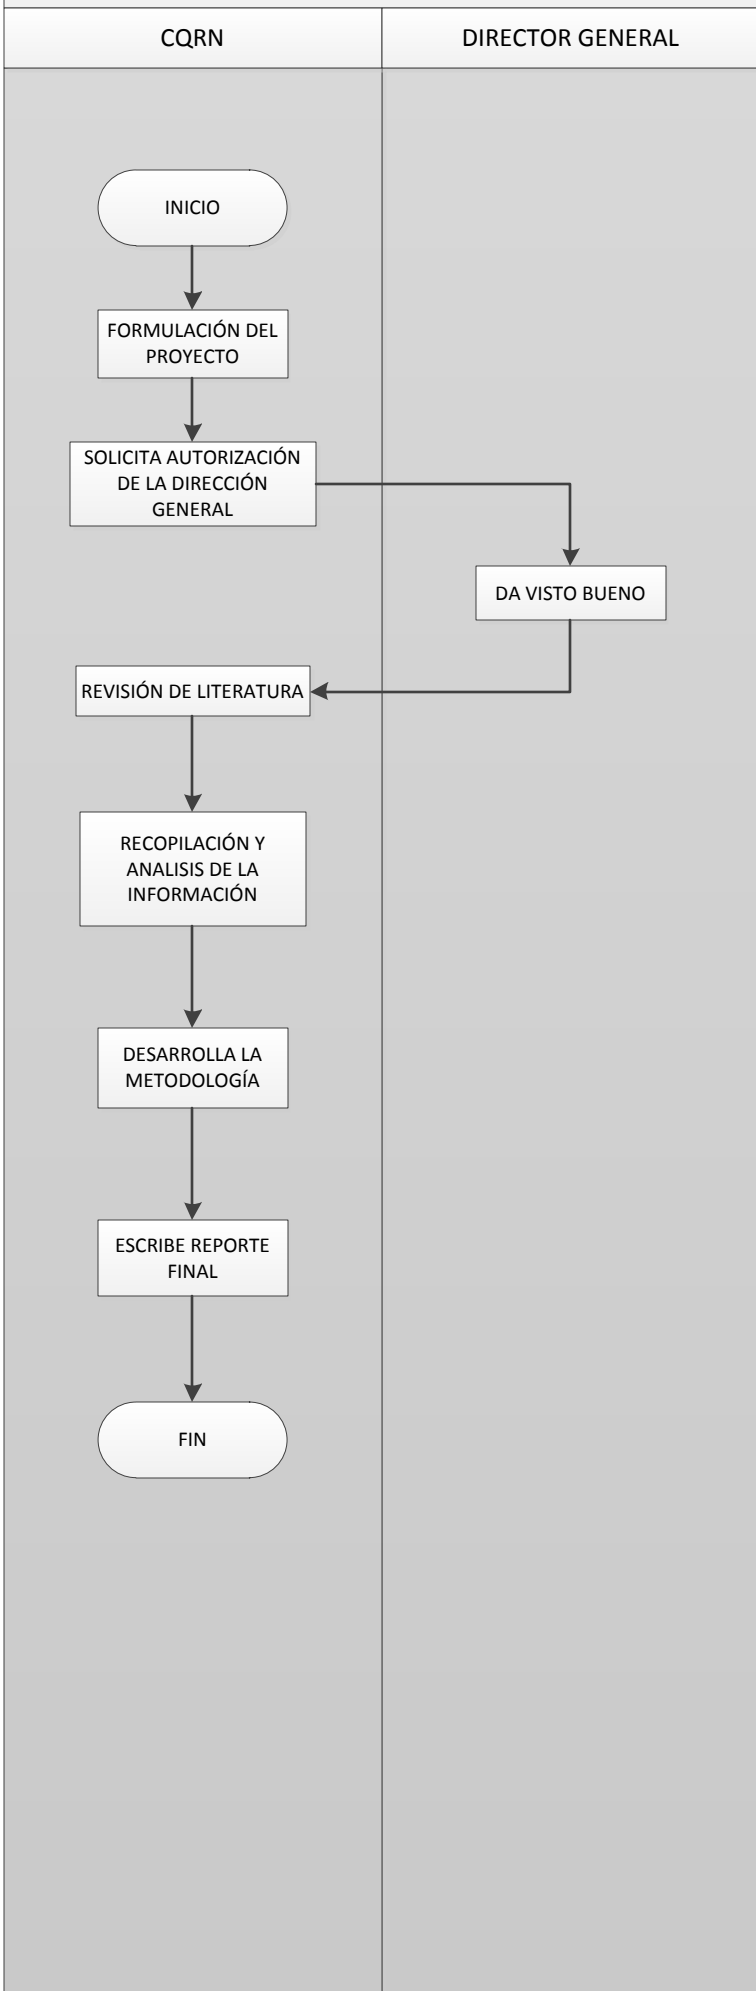 CQRN
DIRECTOR GENERAL
INICIO
FORMULACIÓN DEL
PROYECTO
SOLICITA AUTORIZACIÓN
DE LA DIRECCIÓN
GENERAL
DA VISTO BUENO
REVISIÓN DE LITERATURA
RECOPILACIÓN Y
ANALISIS DE LA
INFORMACIÓN
DESARROLLA LA
METODOLOGÍA
ESCRIBE REPORTE
FINAL
FIN